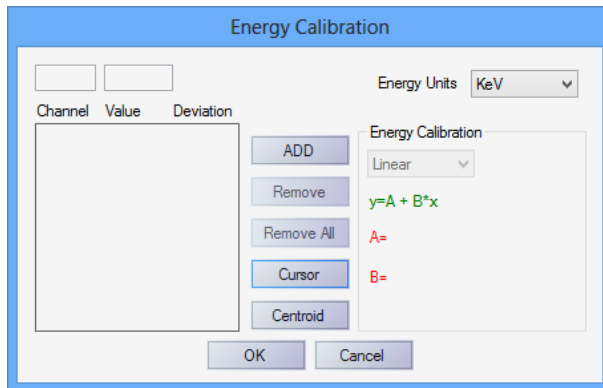 Energy Calibration
Energy Units KeV
Channel Value Deviation
Energy Calibration
ADD
Linear
Remove
y=A + B*x
Remove All
A=
Cursor
B=
Centroid
OK Cancel